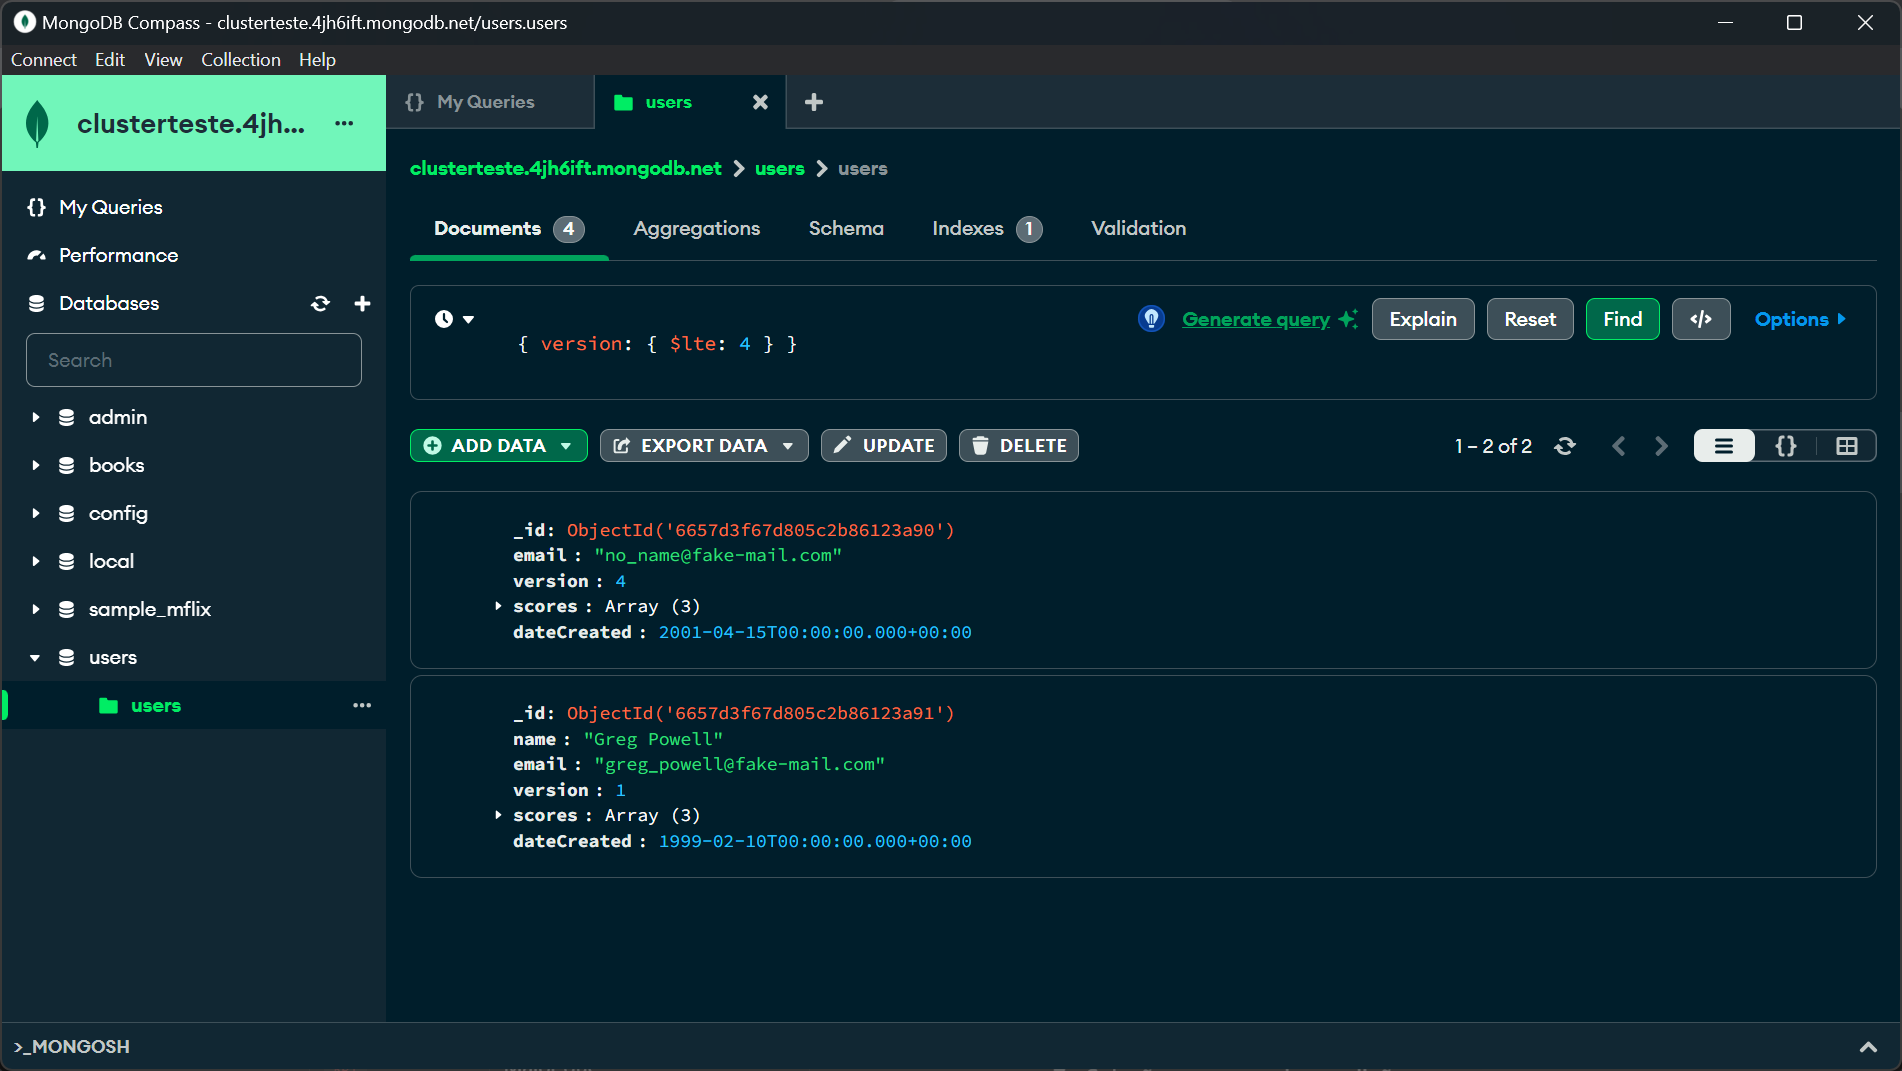 MongoDB Compass - clusterteste.4jh6ift.mongodb.net/users.users
Connect Edit View Collection Help
clusterteste.4jh... ···
{} My Queries
users
clusterteste.4jh6ift.mongodb.net > users > users
My Queries
Performance
Databases
Search
admin
books
config
local
sample_mflix
users
users ···
Documents 4 Aggregations Schema Indexes 1 Validation
Generate query Explain Reset Find </> Options
{ version: { $lte: 4 } }
ADD DATA EXPORT DATA UPDATE DELETE 1 – 2 of 2 {}
_id: ObjectId('6657d3f67d805c2b86123a90')
email : "no_name@fake-mail.com"
version : 4
scores : Array (3)
dateCreated : 2001-04-15T00:00:00.000+00:00
_id: ObjectId('6657d3f67d805c2b86123a91')
name : "Greg Powell"
email : "greg_powell@fake-mail.com"
version : 1
scores : Array (3)
dateCreated : 1999-02-10T00:00:00.000+00:00
>_MONGOSH